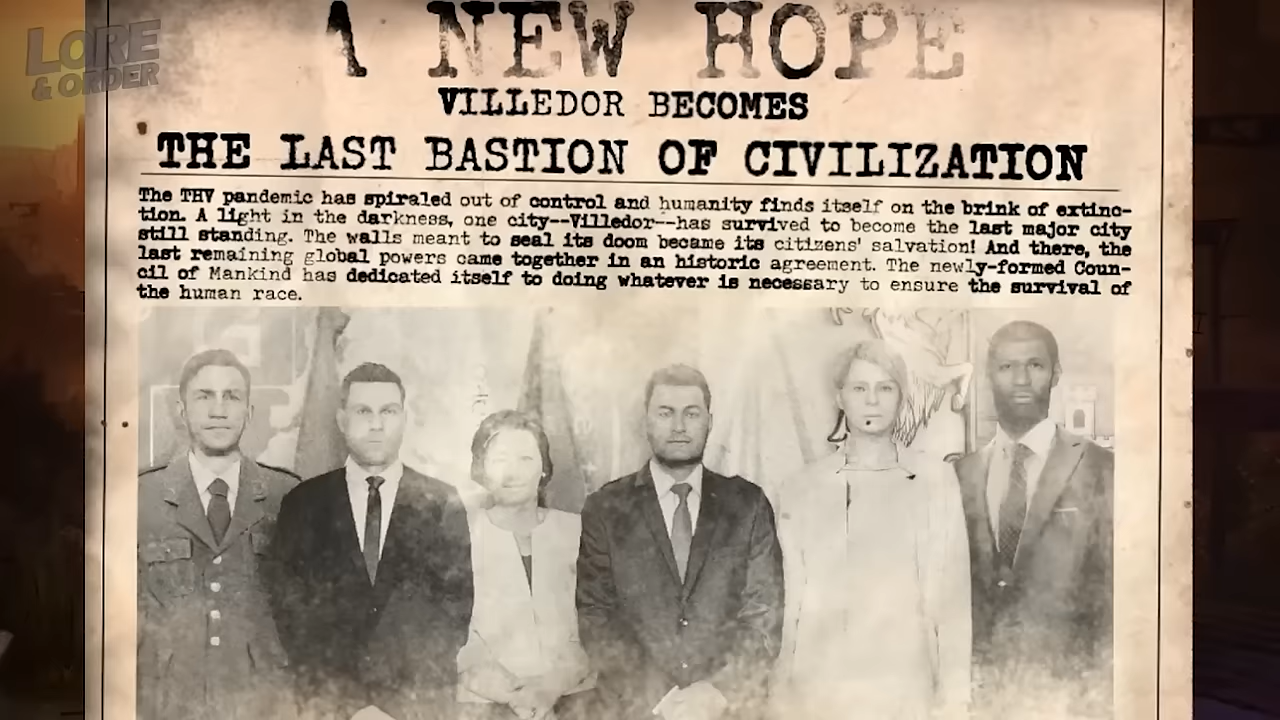 LORE
& ORDER
A NEW HOPE
VILLEDOR BECOMES
THE LAST BASTION OF CIVILIZATION
The THV pandemic has spiraled out of control and humanity finds itself on the brink of extinc-
tion. A light in the darkness, one city--Villedor--has survived to become the last major city
still standing. The walls meant to seal its doom became its citizens' salvation! And there, the
last remaining global powers came together in an historic agreement. The newly-formed Coun-
cil of Mankind has dedicated itself to doing whatever is necessary to ensure the survival of
the human race.